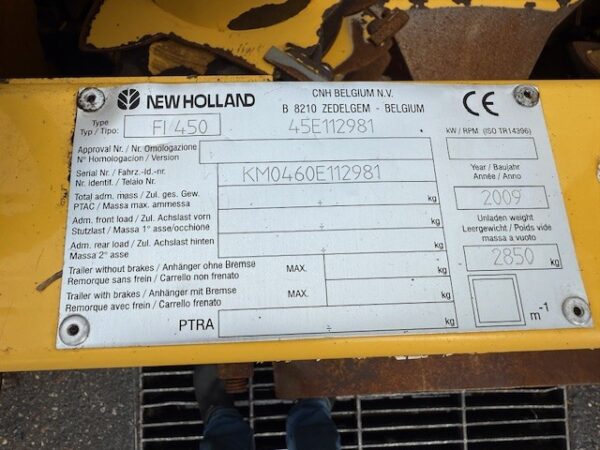 NEW HOLLAND
CNH BELGIUM N.V.
B 8210 ZEDELGEM - BELGIUM
CE
Type
Typ / Tipo:
FI 450
45E112981
kW / RPM (ISO TR14396)
Approval Nr. / Nr. Omologazione
N° Homologacion / Version
Serial Nr. / Fahrz.-Id.-nr.
Nr. identif. / Telaio Nr.
KM0460E112981
Year / Baujahr
Année / Anno
2009
Total adm. mass / Zul. ges. Gew.
PTAC / Massa max. ammessa
kg
Adm. front load / Zul. Achslast vorn
Stutzlast / Massa 1° asse/occhione
÷ kg
Unladen weight
Leergewicht / Poids vide
massa a vuoto
2850 kg
Adm. rear load / Zul. Achslast hinten
Massa 2° asse
÷ kg
Trailer without brakes / Anhänger ohne Bremse
Remorque sans frein / Carrello non frenato
MAX.
kg
Trailer with brakes / Anhänger mit Bremse
Remorque avec frein / Carrello frenato
MAX.
kg
PTRA
÷ kg
m-1